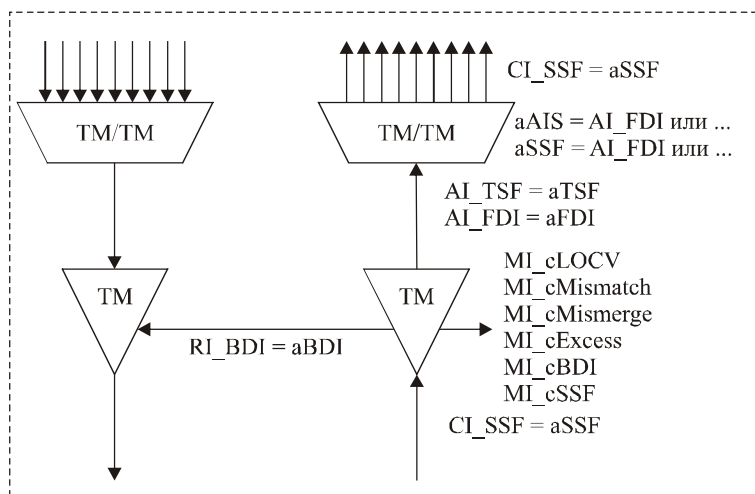 CI_SSF = aSSF
TM/TM
TM/TM
aAIS = AI_FDI или ...
aSSF = AI_FDI или ...
AI_TSF = aTSF
AI_FDI = aFDI
TM
TM
MI_cLOCV
MI_cMismatch
MI_cMismerge
MI_cExcess
MI_cBDI
MI_cSSF
RI_BDI = aBDI
CI_SSF = aSSF